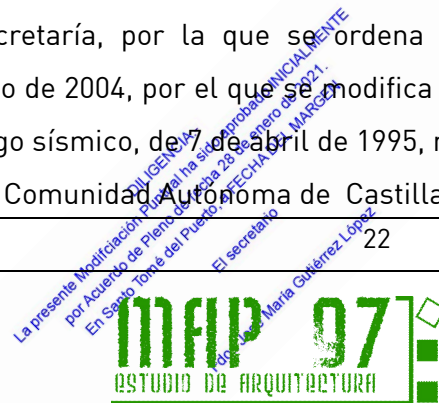 cretaría, por la que se ordena
o de 2004, por el que se modifica
go sísmico, de 7 de abril de 1995,
Comunidad Autónoma de Castilla
22
DILIGENCIA.
La presente Modifciación Puntual ha sido aprobada INICIALMENTE
por Acuerdo de Pleno de fecha 28 de enero de 2021.
En Santo Tomé del Puerto, a FECHA DEL MARGEN
El secretario
Fdo. José María Gutiérrez López
MFLP 97
ESTUDIO DE ARQUITECTURA